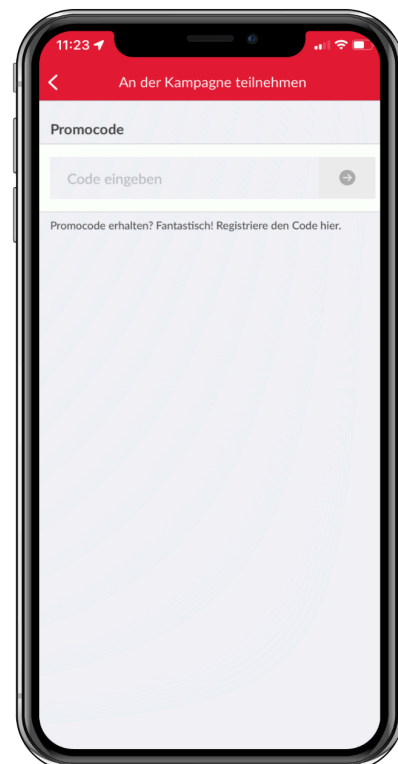 11:23
An der Kampagne teilnehmen
Promocode
Code eingeben
Promocode erhalten? Fantastisch! Registriere den Code hier.